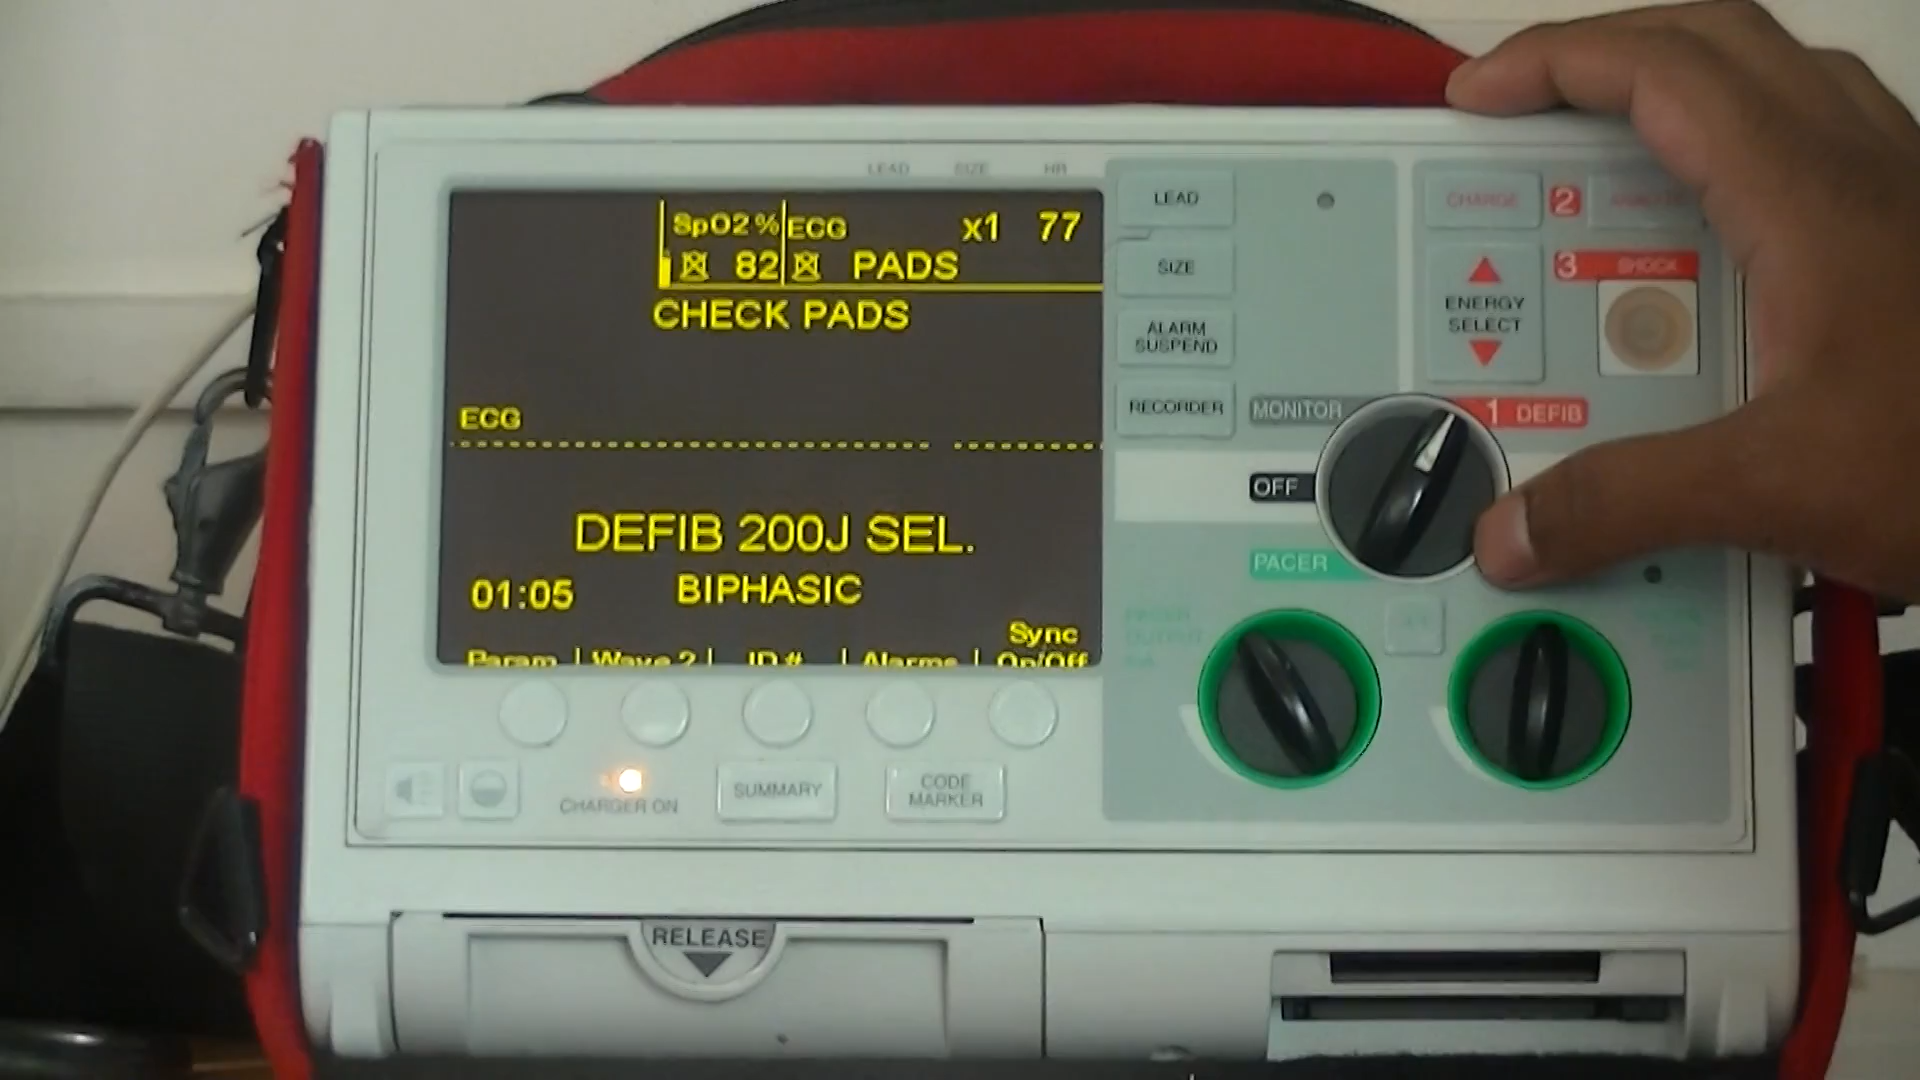 LEAD SIZE HR
SpO2 % ECG x1 77
82 PADS
CHECK PADS
ECG
DEFIB 200J SEL.
01:05 BIPHASIC
Param Wave 2 ID # Alarms Sync On/Off
CHARGER ON
SUMMARY
CODE
MARKER
RELEASE
LEAD
SIZE
ALARM
SUSPEND
RECORDER
CHARGE 2
ENERGY
SELECT
3 SHOCK
MONITOR
1 DEFIB
OFF
PACER